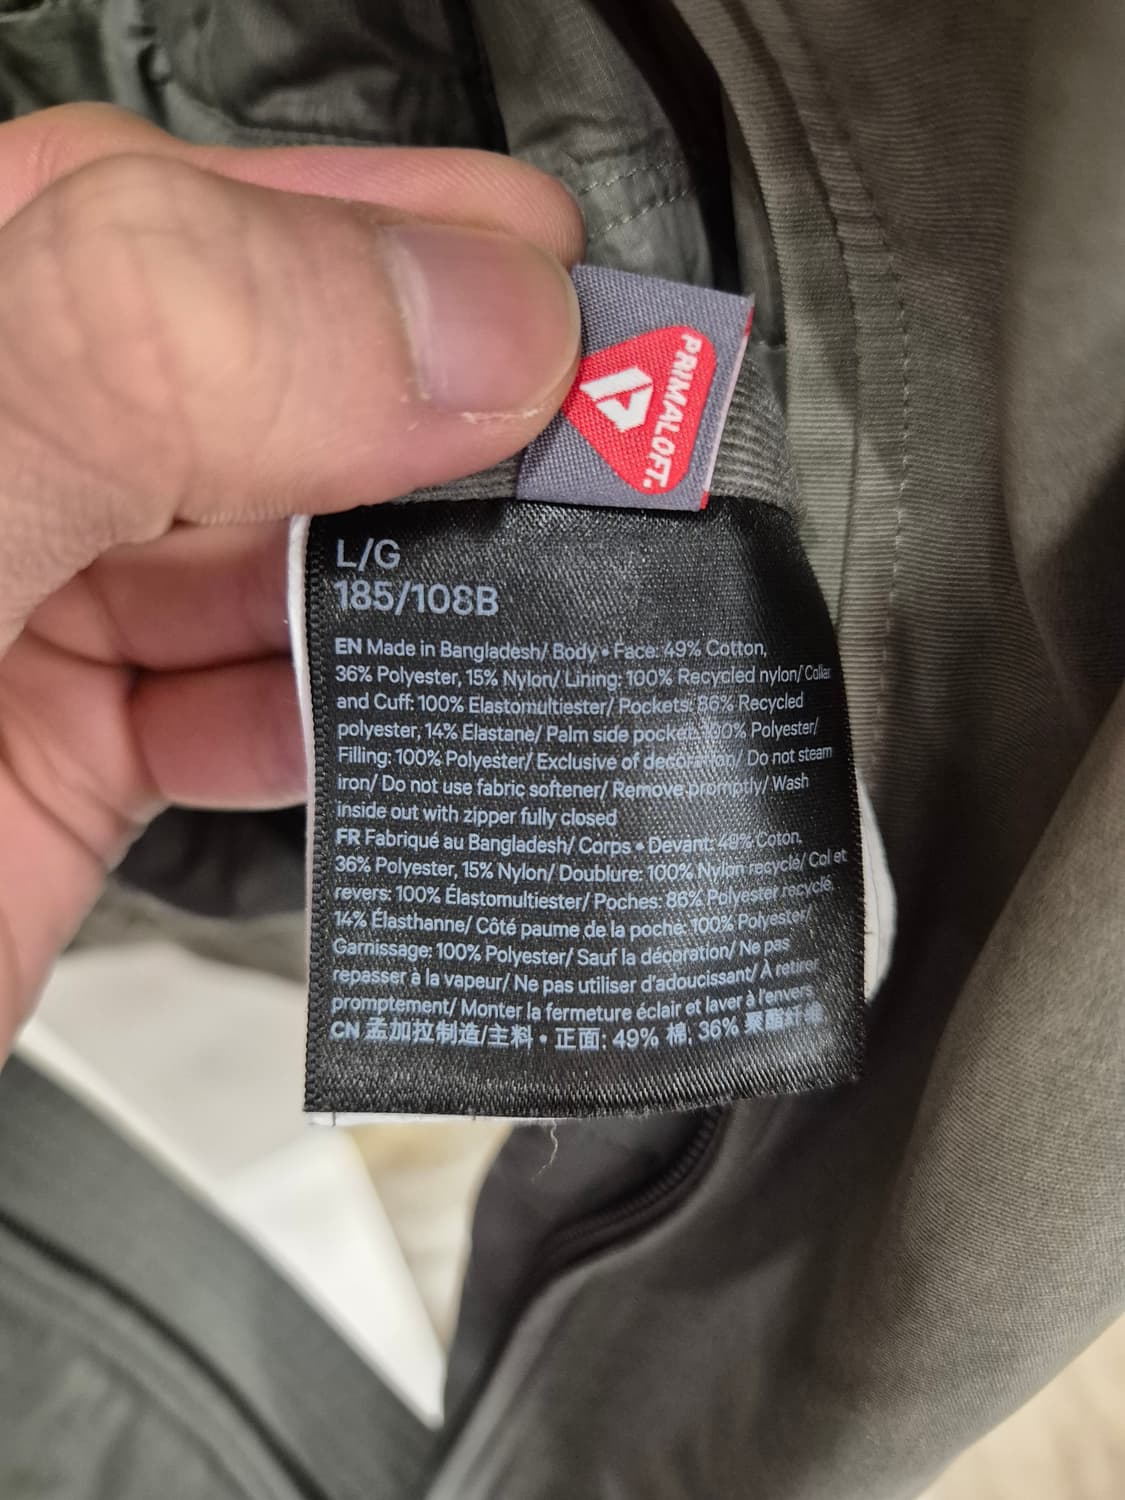 PRIMALOFT.
L/G
185/108B
EN Made in Bangladesh/ Body • Face: 49% Cotton,
36% Polyester, 15% Nylon/ Lining: 100% Recycled nylon/ Collar
and Cuff: 100% Elastomultiester/ Pockets: 86% Recycled
polyester, 14% Elastane/ Palm side pocket: 100% Polyester/
Filling: 100% Polyester/ Exclusive of decoration/ Do not steam
iron/ Do not use fabric softener/ Remove promptly/ Wash
inside out with zipper fully closed
FR Fabriqué au Bangladesh/ Corps • Devant: 49% Coton,
36% Polyester, 15% Nylon/ Doublure: 100% Nylon recyclé/ Col et
revers: 100% Élastomultiester/ Poches: 86% Polyester recyclé,
14% Élasthanne/ Côté paume de la poche: 100% Polyester/
Garnissage: 100% Polyester/ Sauf la décoration/ Ne pas
repasser à la vapeur/ Ne pas utiliser d'adoucissant/ À retirer
promptement/ Monter la fermeture éclair et laver à l'envers
CN 孟加拉制造/主料 • 正面: 49% 棉, 36% 聚酯纤维